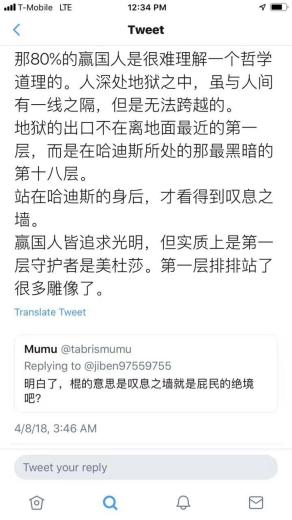 T-Mobile LTE 12:34 PM
Tweet
那80%的赢国人是很难理解一个哲学
道理的。人深处地狱之中，虽与人间
有一线之隔，但是无法跨越的。
地狱的出口不在离地面最近的第一
层，而是在哈迪斯所处的那最黑暗的
第十八层。
站在哈迪斯的身后，才看得到叹息之
墙。
赢国人皆追求光明，但实质上是第一
层守护者是美杜莎。第一层排排站了
很多雕像了。
Translate Tweet
Mumu @tabrismumu
Replying to @jiben97559755
明白了，棍的意思是叹息之墙就是屁民的绝境
吧?
4/8/18, 3:46 AM
Tweet your reply